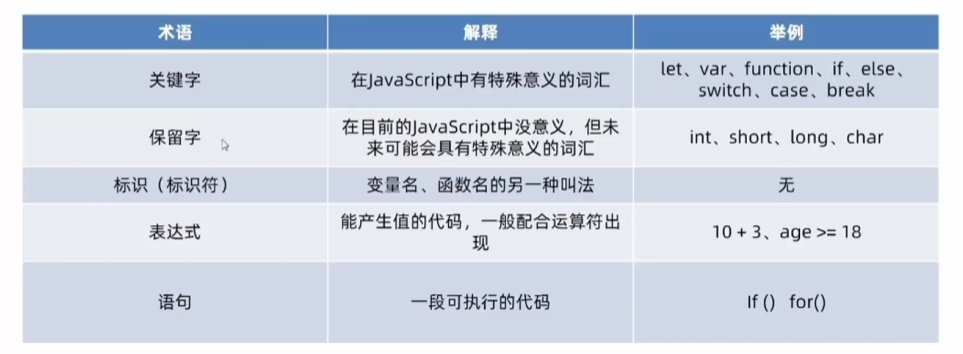 术语 解释 举例
关键字 在JavaScript中有特殊意义的词汇 let、var、function、if、else、
switch、case、break
保留字 在目前的JavaScript中没意义，但未
来可能会具有特殊意义的词汇 int、short、long、char
标识（标识符） 变量名、函数名的另一种叫法 无
表达式 能产生值的代码，一般配合运算符出
现 10 + 3、age >= 18
语句 一段可执行的代码 If () for()